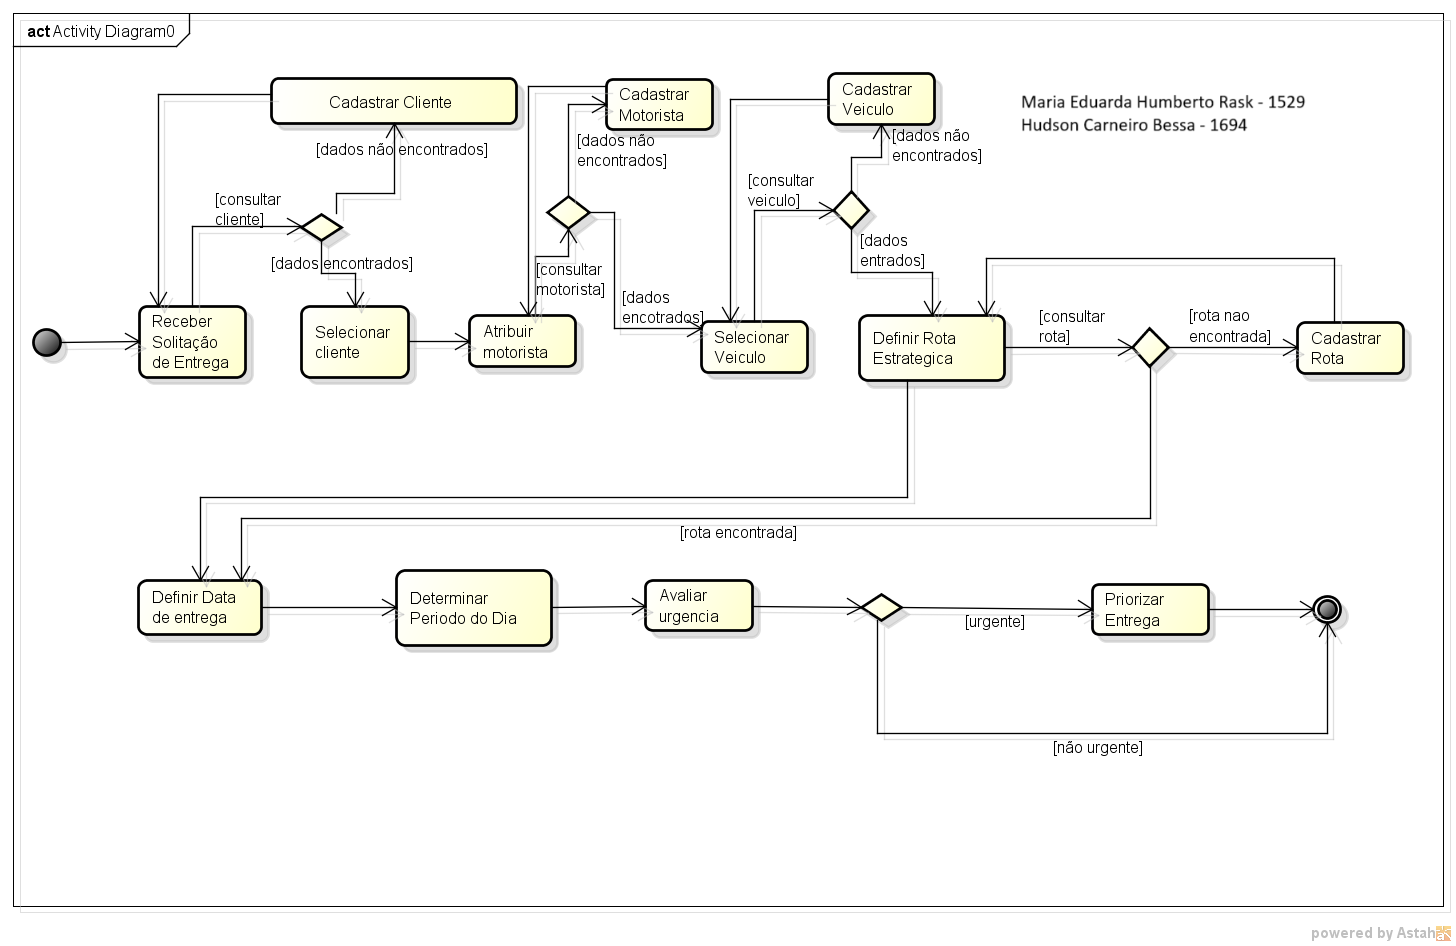 act Activity Diagram0
Cadastrar Cliente
Cadastrar
Motorista
Cadastrar
Veiculo
Maria Eduarda Humberto Rask - 1529
Hudson Carneiro Bessa - 1694
[dados não encontrados]
[dados não
encontrados]
[dados não
encontrados]
[consultar
cliente]
[consultar
veiculo]
[dados encontrados]
[consultar
motorista]
[dados
encotrados]
[dados
entrados]
[consultar
rota]
[rota nao
encontrada]
Receber
Solitação
de Entrega
Selecionar
cliente
Atribuir
motorista
Selecionar
Veiculo
Definir Rota
Estrategica
Cadastrar
Rota
[rota encontrada]
Definir Data
de entrega
Determinar
Periodo do Dia
Avaliar
urgencia
[urgente]
Priorizar
Entrega
[não urgente]
powered by Astah